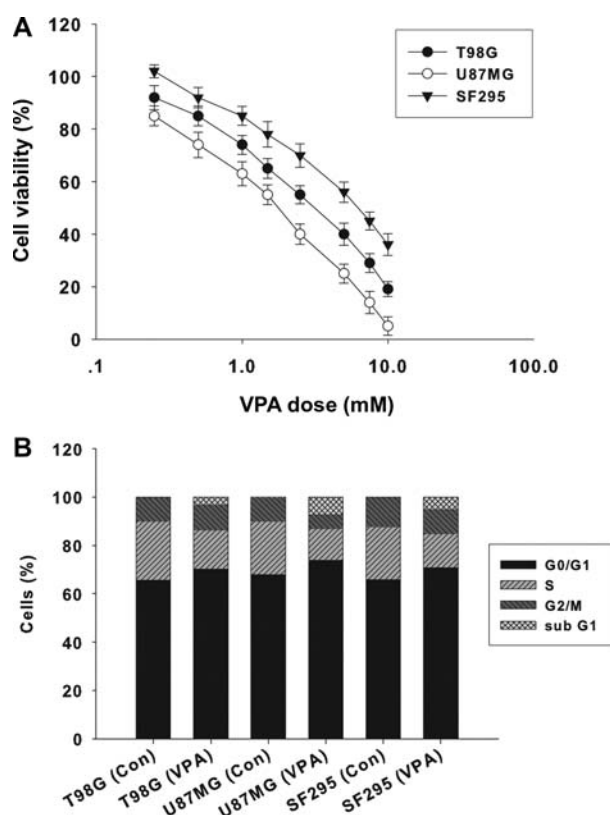 A
T98G
U87MG
SF295
120
100
80
60
40
20
0
Cell viability (%)
.1
1.0
10.0
100.0
VPA dose (mM)
B
120
100
80
60
40
20
0
Cells (%)
G0/G1
S
G2/M
sub G1
T98G (Con)
T98G (VPA)
U87MG (Con)
U87MG (VPA)
SF295 (Con)
SF295 (VPA)